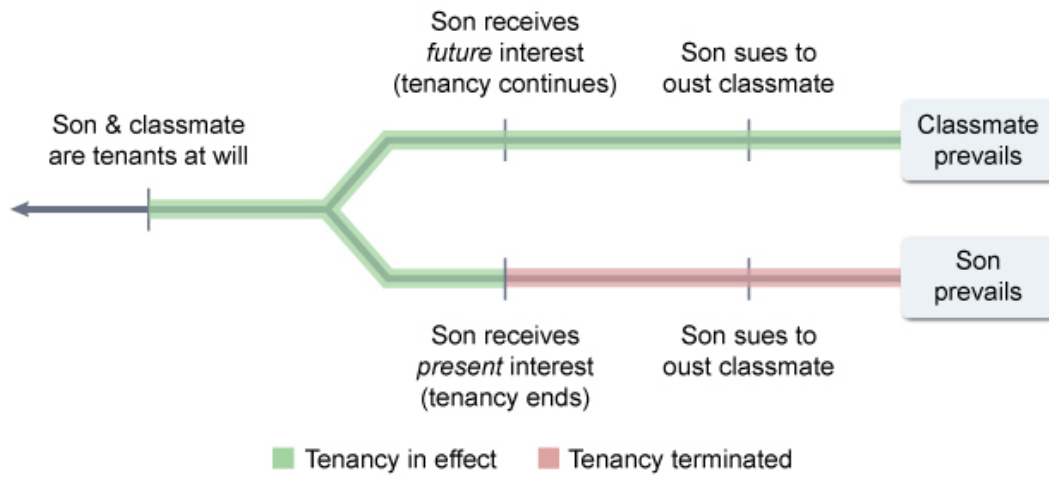 Son receives
future interest
(tenancy continues)
Son sues to
oust classmate
Son & classmate
are tenants at will
Classmate
prevails
Son
prevails
Son receives
present interest
(tenancy ends)
Son sues to
oust classmate
Tenancy in effect
Tenancy terminated